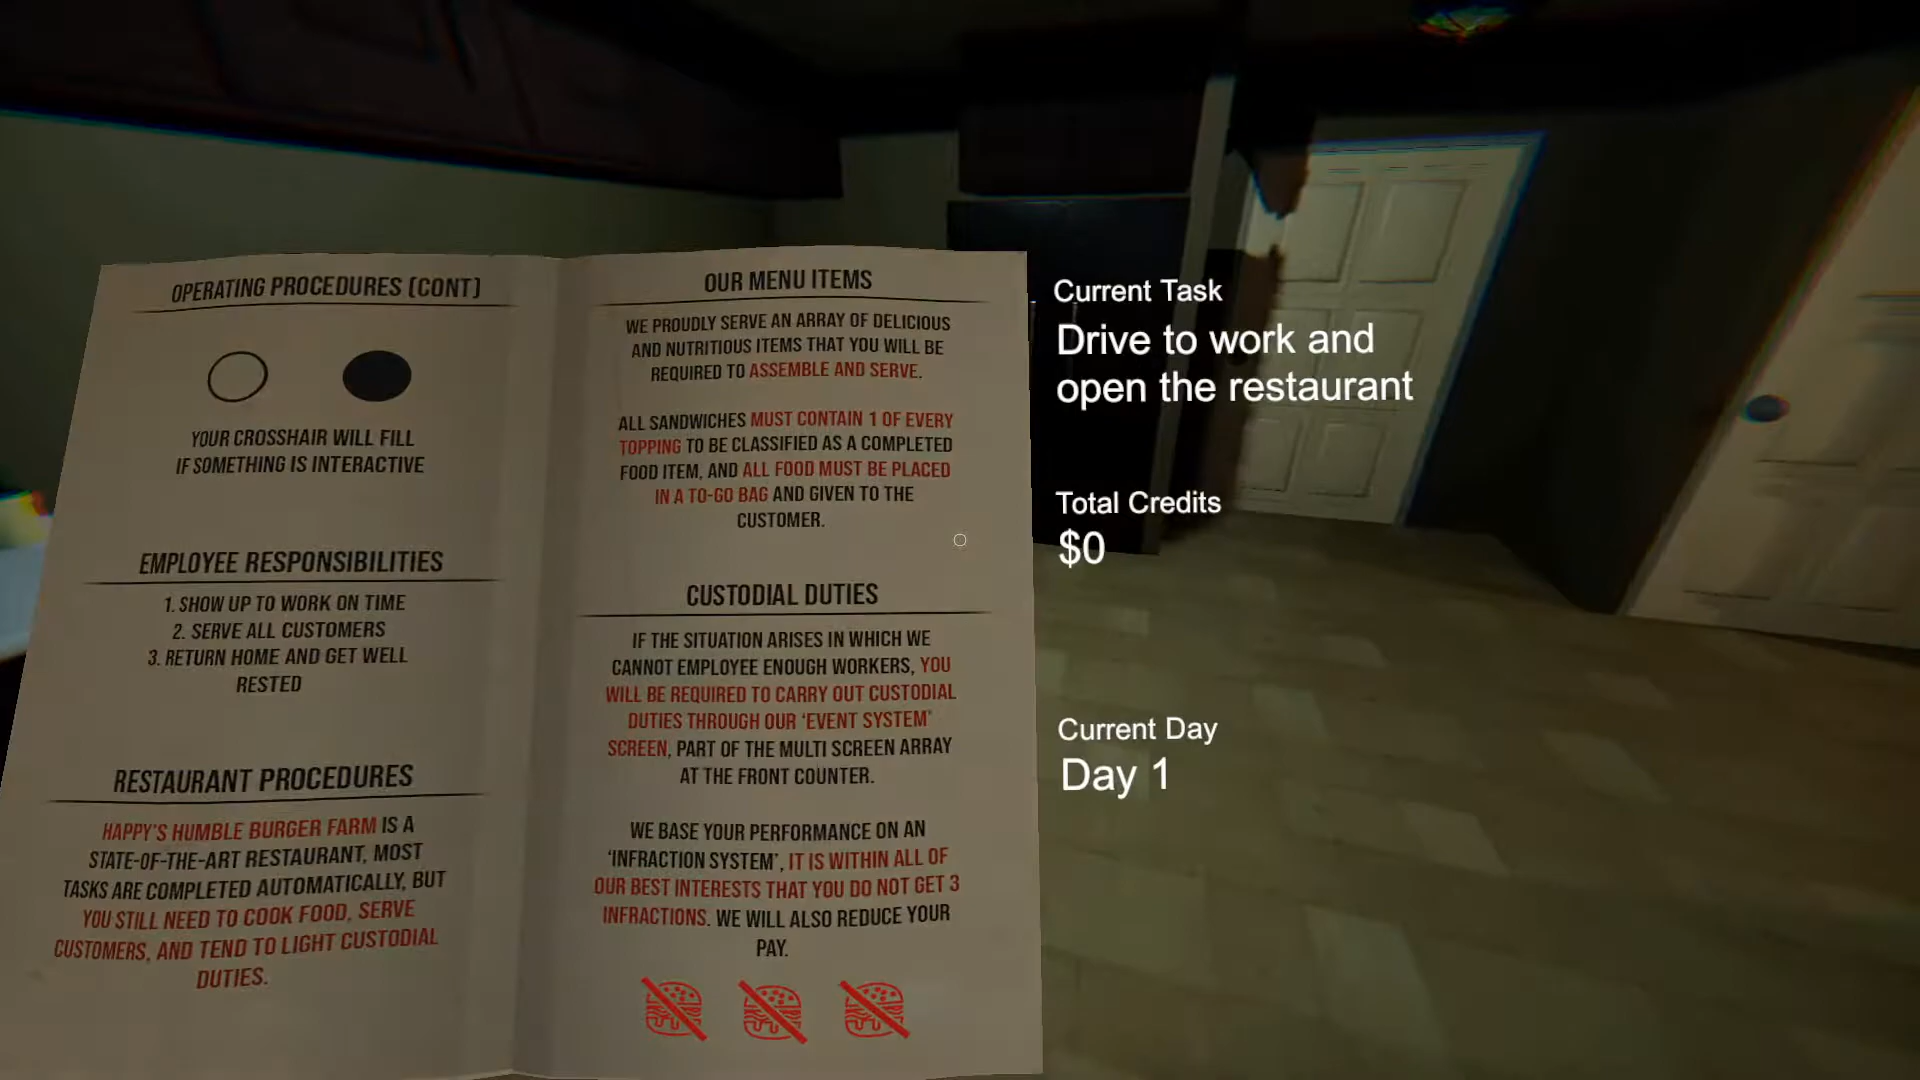 OPERATING PROCEDURES (CONT)
YOUR CROSSHAIR WILL FILL
IF SOMETHING IS INTERACTIVE
EMPLOYEE RESPONSIBILITIES
1. SHOW UP TO WORK ON TIME
2. SERVE ALL CUSTOMERS
3. RETURN HOME AND GET WELL
RESTED
RESTAURANT PROCEDURES
HAPPY'S HUMBLE BURGER FARM IS A
STATE-OF-THE-ART RESTAURANT, MOST
TASKS ARE COMPLETED AUTOMATICALLY, BUT
YOU STILL NEED TO COOK FOOD, SERVE
CUSTOMERS, AND TEND TO LIGHT CUSTODIAL
DUTIES.
OUR MENU ITEMS
WE PROUDLY SERVE AN ARRAY OF DELICIOUS
AND NUTRITIOUS ITEMS THAT YOU WILL BE
REQUIRED TO ASSEMBLE AND SERVE.
ALL SANDWICHES MUST CONTAIN 1 OF EVERY
TOPPING TO BE CLASSIFIED AS A COMPLETED
FOOD ITEM, AND ALL FOOD MUST BE PLACED
IN A TO-GO BAG AND GIVEN TO THE
CUSTOMER.
CUSTODIAL DUTIES
IF THE SITUATION ARISES IN WHICH WE
CANNOT EMPLOYEE ENOUGH WORKERS, YOU
WILL BE REQUIRED TO CARRY OUT CUSTODIAL
DUTIES THROUGH OUR 'EVENT SYSTEM'
SCREEN, PART OF THE MULTI SCREEN ARRAY
AT THE FRONT COUNTER.
WE BASE YOUR PERFORMANCE ON AN
'INFRACTION SYSTEM', IT IS WITHIN ALL OF
OUR BEST INTERESTS THAT YOU DO NOT GET 3
INFRACTIONS. WE WILL ALSO REDUCE YOUR
PAY.
Current Task
Drive to work and
open the restaurant
Total Credits
$0
Current Day
Day 1